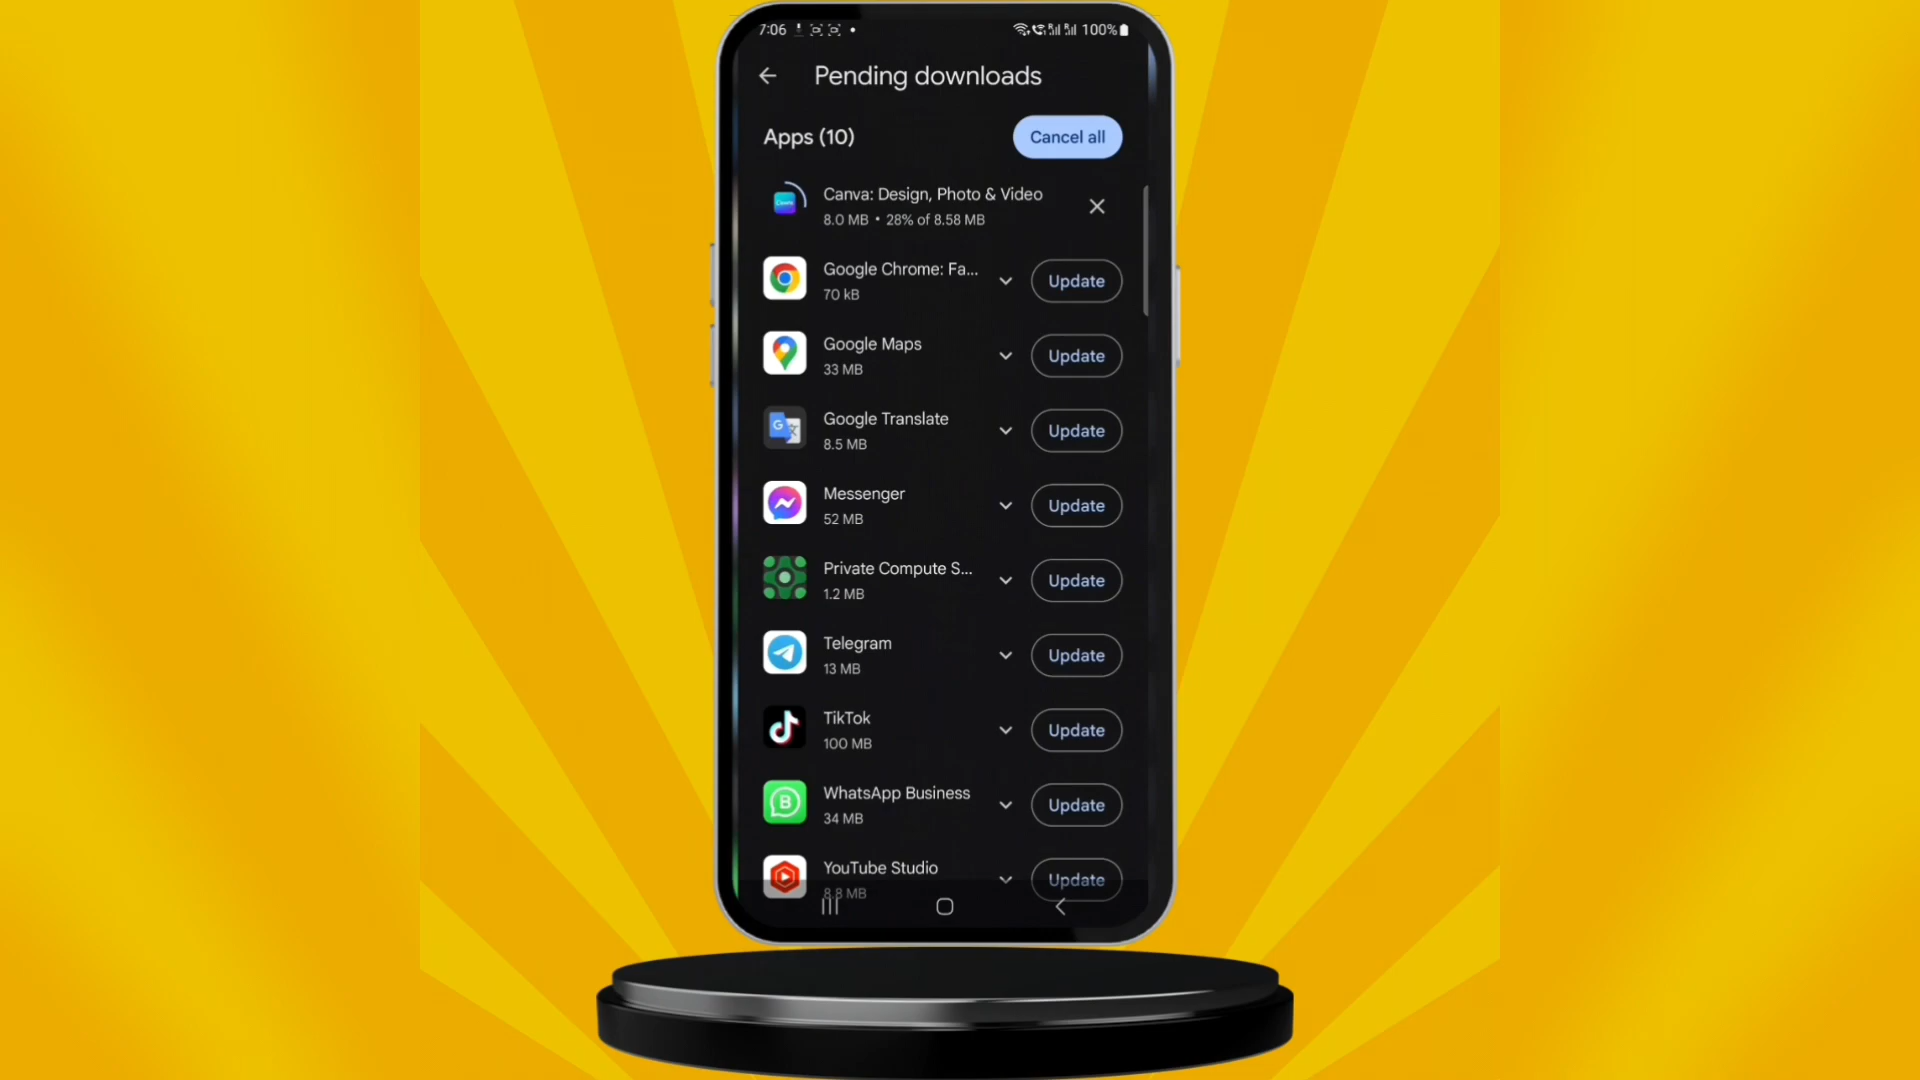 7:06
100%
Pending downloads
Apps (10)
Cancel all
Canva: Design, Photo & Video
8.0 MB • 28% of 8.58 MB
Google Chrome: Fa...
70 kB
Update
Google Maps
33 MB
Update
Google Translate
8.5 MB
Update
Messenger
52 MB
Update
Private Compute S...
1.2 MB
Update
Telegram
13 MB
Update
TikTok
100 MB
Update
WhatsApp Business
34 MB
Update
YouTube Studio
8.8 MB
Update